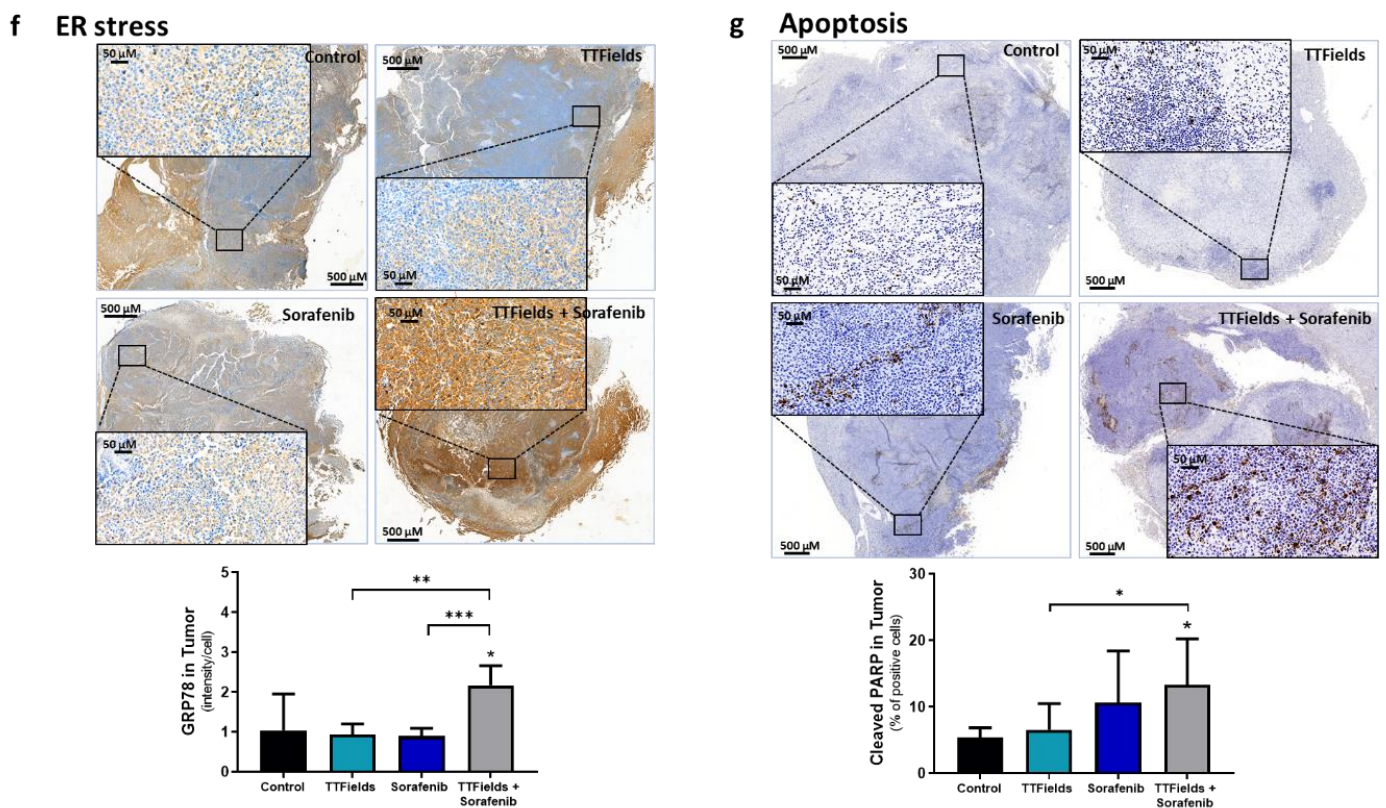 f ER stress
50 µM
Control
500 µM
500 µM
TTFields
50 µM
500 µM
Sorafenib
50 µM
50 µM
TTFields + Sorafenib
500 µM
GRP78 in Tumor
(intensity/cell)
5
4
3
2
1
0
**
***
*
Control
TTFields
Sorafenib
TTFields +
Sorafenib
g Apoptosis
500 µM
Control
50 µM
50 µM
TTFields
500 µM
50 µM
Sorafenib
500 µM
TTFields + Sorafenib
50 µM
500 µM
Cleaved PARP in Tumor
(% of positive cells)
30
20
10
0
*
*
Control
TTFields
Sorafenib
TTFields +
Sorafenib